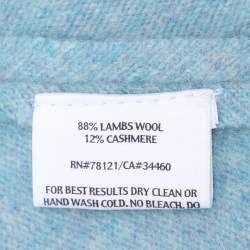 88% LAMBS WOOL
12% CASHMERE
RN#78121/CA#34460
FOR BEST RESULTS DRY CLEAN OR
HAND WASH COLD. NO BLEACH. DO